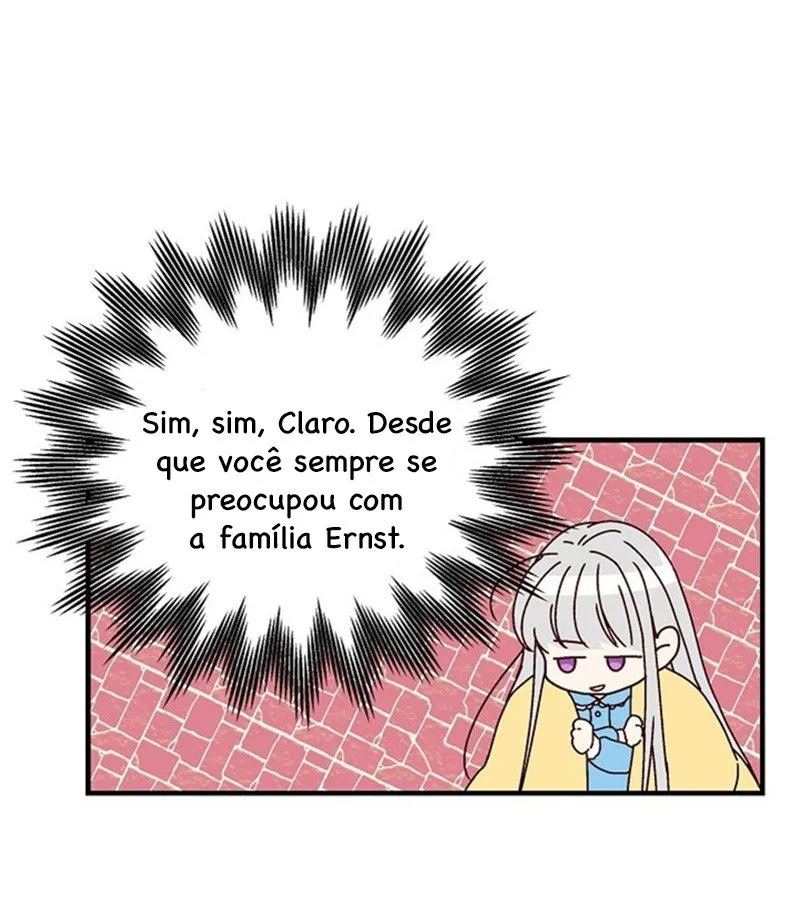 Sim, sim, Claro. Desde
que você sempre se
preocupou com
a família Ernst.